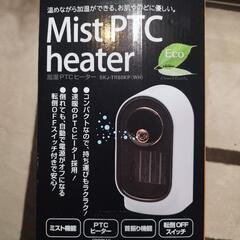 温めながら加湿ができる、お肌やのどに優しい。
Mist PTC
heater
Eco
加湿PTCヒーター SKJ-TR80KP(WH)
●コンパクトなので、持ち運びもラクラク!
●速暖のPTCヒーター採用!
●倒れても、自動で電源がオフになる
転倒OFFスイッチ付きで安心!
ミスト機能
PTC
ヒーター
首振り機能
転倒OFF
スイッチ